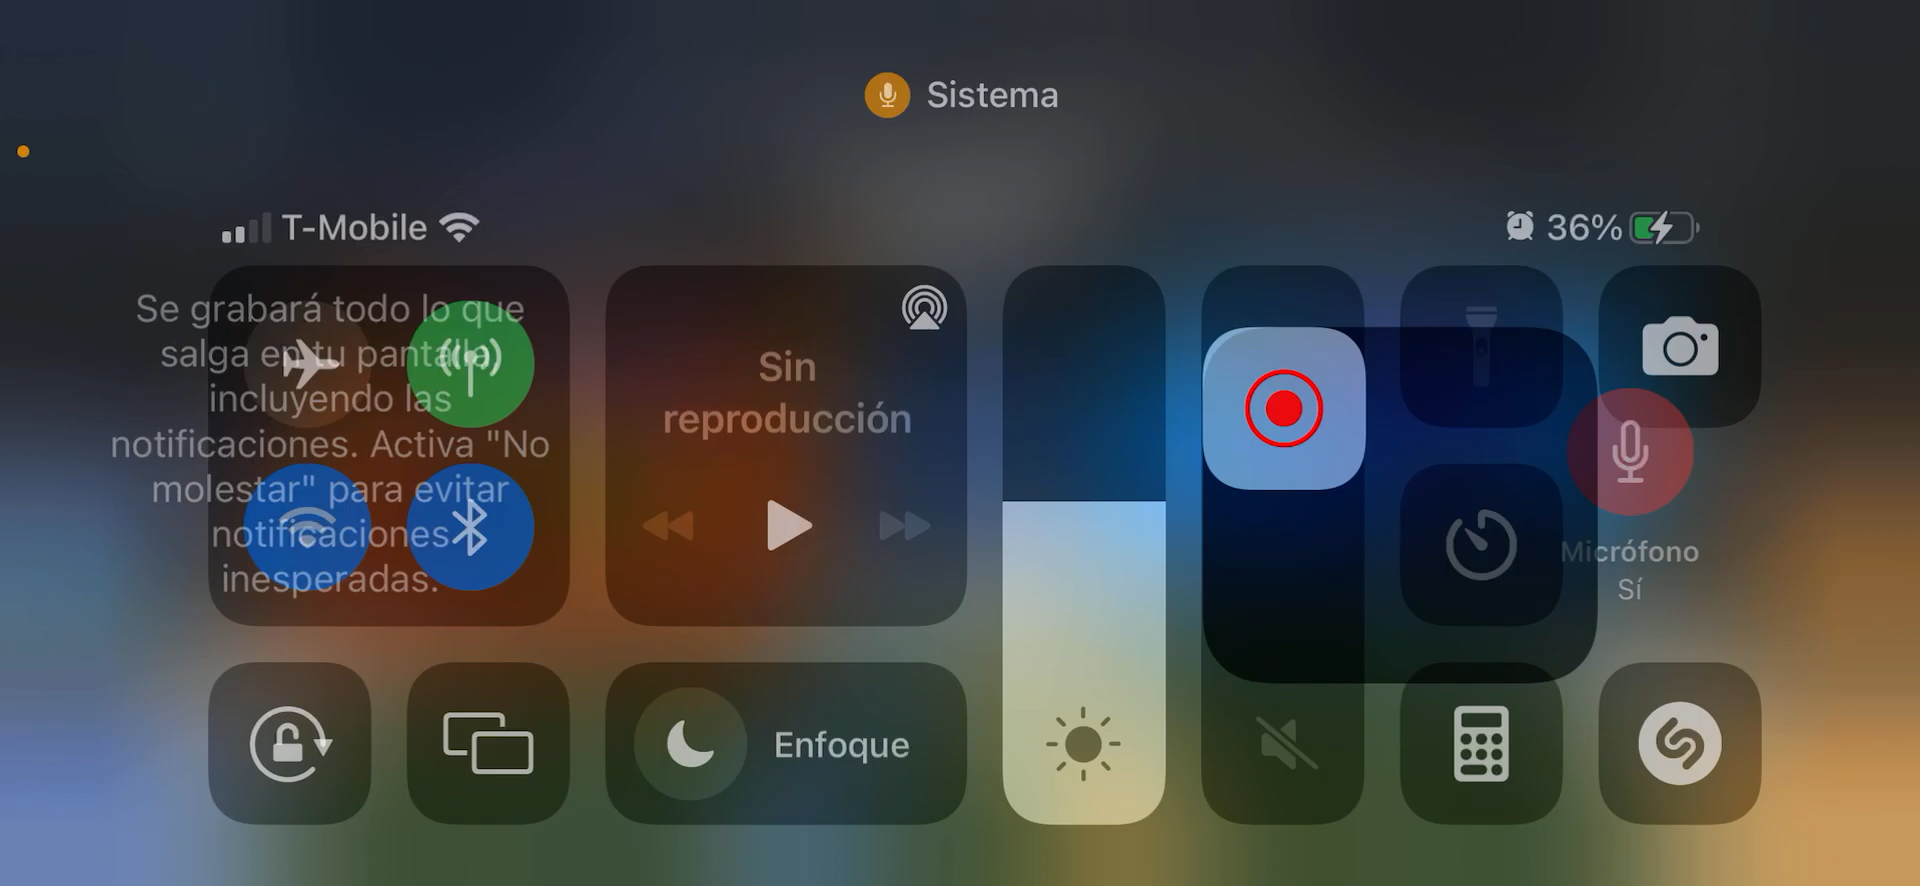 Sistema
T-Mobile
36%
Se grabará todo lo que
salga en tu pantalla,
incluyendo las
notificaciones. Activa "No
molestar" para evitar
notificaciones
inesperadas.
Sin
reproducción
Micrófono
Sí
Enfoque